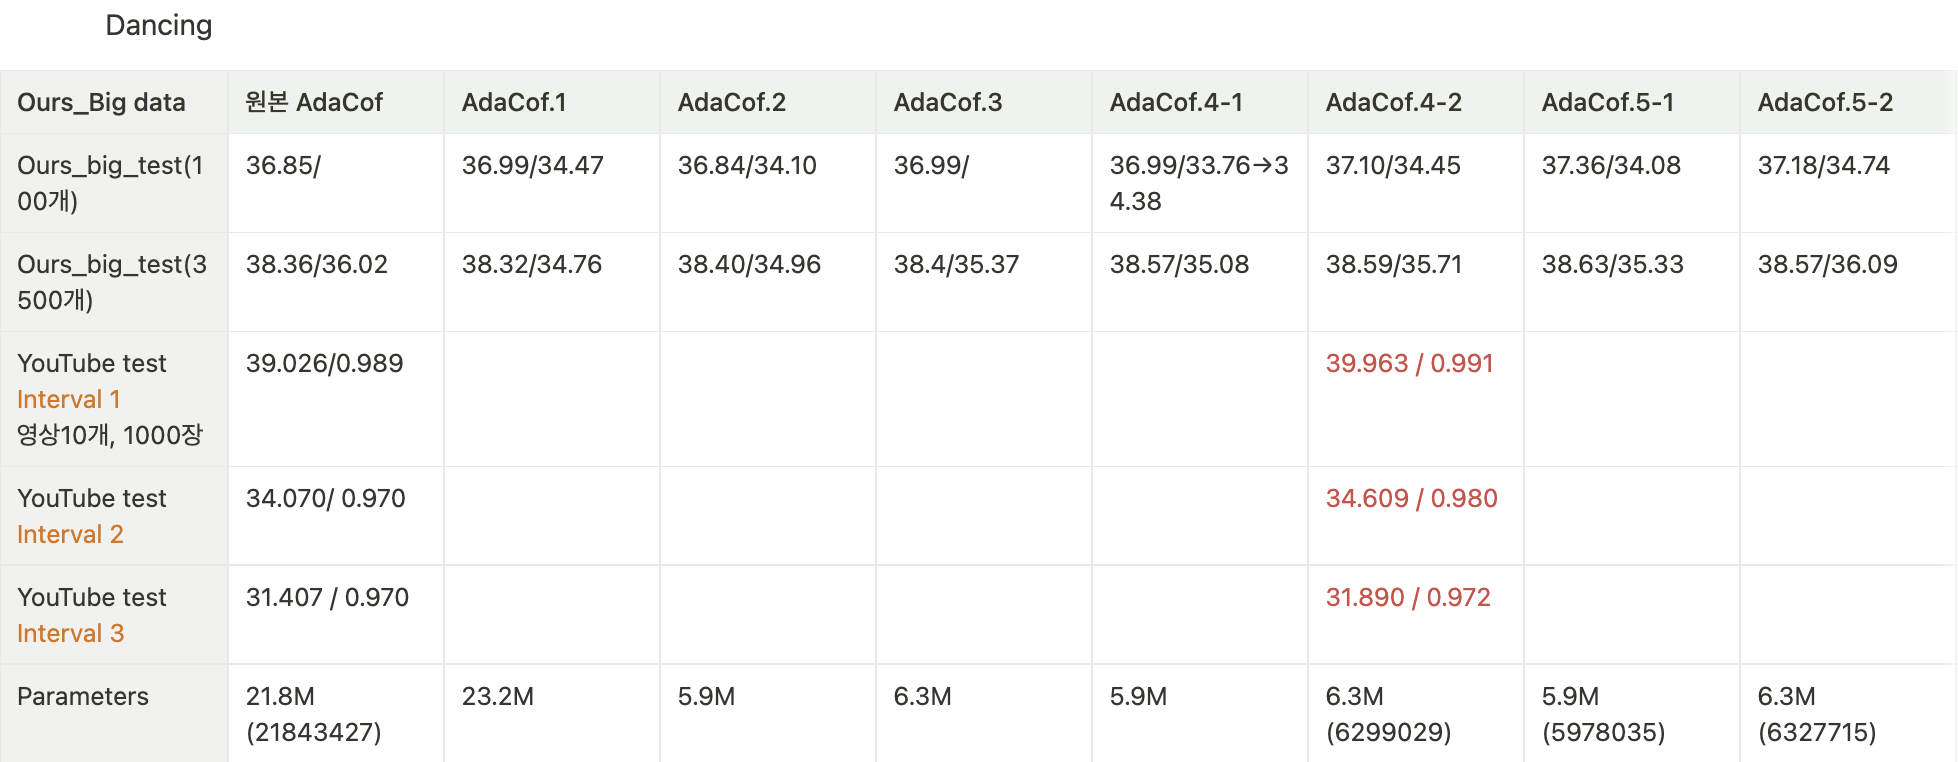 Dancing
Ours_Big data 원본 AdaCof AdaCof.1 AdaCof.2 AdaCof.3 AdaCof.4-1 AdaCof.4-2 AdaCof.5-1 AdaCof.5-2
Ours_big_test(1 36.85/ 36.99/34.47 36.84/34.10 36.99/ 36.99/33.76→3 37.10/34.45 37.36/34.08 37.18/34.74
00개) 4.38
Ours_big_test(3 38.36/36.02 38.32/34.76 38.40/34.96 38.4/35.37 38.57/35.08 38.59/35.71 38.63/35.33 38.57/36.09
500개)
YouTube test 39.026/0.989 39.963 / 0.991
Interval 1
영상10개, 1000장
YouTube test 34.070/ 0.970 34.609 / 0.980
Interval 2
YouTube test 31.407 / 0.970 31.890 / 0.972
Interval 3
Parameters 21.8M 23.2M 5.9M 6.3M 5.9M 6.3M 5.9M 6.3M
(21843427) (6299029) (5978035) (6327715)